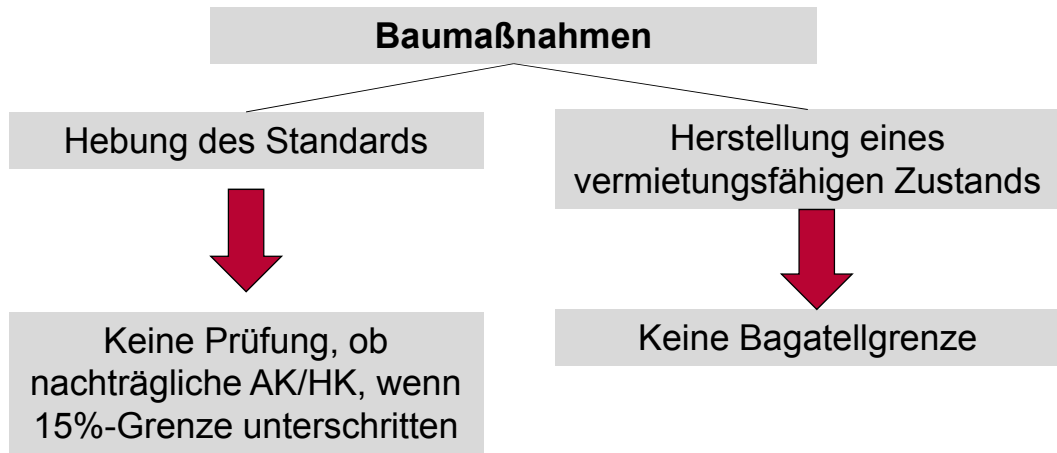 Baumaßnahmen
Hebung des Standards
Herstellung eines
vermietungsfähigen Zustands
Keine Prüfung, ob
nachträgliche AK/HK, wenn
15%-Grenze unterschritten
Keine Bagatellgrenze